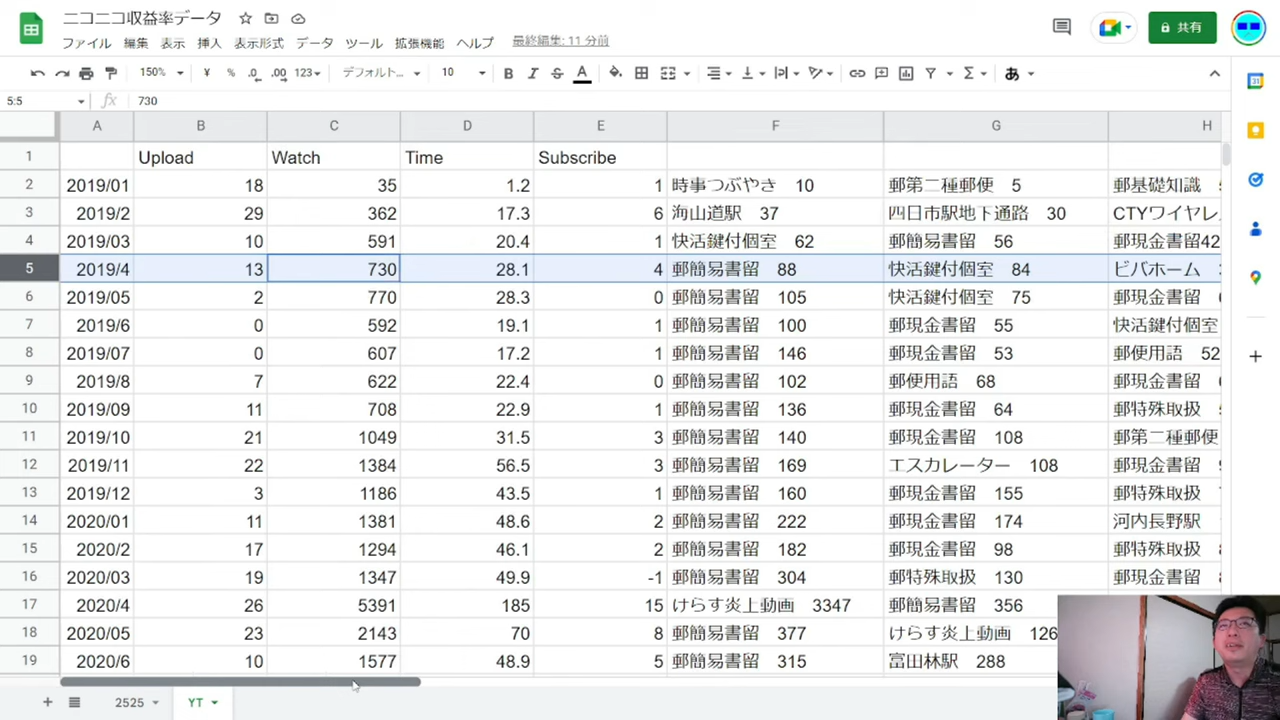 ニコニコ収益率データ
ファイル 編集 表示 挿入 表示形式 データ ツール 拡張機能 ヘルプ 最終編集: 11 分前
共有
150% ¥ % .0 .00 123 デフォルト... 10 B I S A あ
5:5 fx 730
A B C D E F G H
1 Upload Watch Time Subscribe
2 2019/01 18 35 1.2 1 時事つぶやき 10 郵第二種郵便 5 郵基礎知識
3 2019/2 29 362 17.3 6 海山道駅 37 四日市駅地下通路 30 CTYワイヤレ
4 2019/03 10 591 20.4 1 快活鍵付個室 62 郵簡易書留 56 郵現金書留42
5 2019/4 13 730 28.1 4 郵簡易書留 88 快活鍵付個室 84 ビバホーム
6 2019/05 2 770 28.3 0 郵簡易書留 105 快活鍵付個室 75 郵現金書留
7 2019/6 0 592 19.1 1 郵簡易書留 100 郵現金書留 55 快活鍵付個室
8 2019/07 0 607 17.2 1 郵簡易書留 146 郵現金書留 53 郵便用語 52
9 2019/8 7 622 22.4 0 郵簡易書留 102 郵便用語 68 郵現金書留
10 2019/09 11 708 22.9 1 郵簡易書留 136 郵現金書留 64 郵特殊取扱
11 2019/10 21 1049 31.5 3 郵簡易書留 140 郵現金書留 108 郵第二種郵便
12 2019/11 22 1384 56.5 3 郵簡易書留 169 エスカレーター 108 郵現金書留
13 2019/12 3 1186 43.5 1 郵簡易書留 160 郵現金書留 155 郵特殊取扱
14 2020/01 11 1381 48.6 2 郵簡易書留 222 郵現金書留 174 河内長野駅
15 2020/2 17 1294 46.1 2 郵簡易書留 182 郵現金書留 98 郵特殊取扱
16 2020/03 19 1347 49.9 -1 郵簡易書留 304 郵特殊取扱 130 郵現金書留
17 2020/4 26 5391 185 15 けらす炎上動画 3347 郵簡易書留 356
18 2020/05 23 2143 70 8 郵簡易書留 377 けらす炎上動画 126
19 2020/6 10 1577 48.9 5 郵簡易書留 315 富田林駅 288
2525 YT